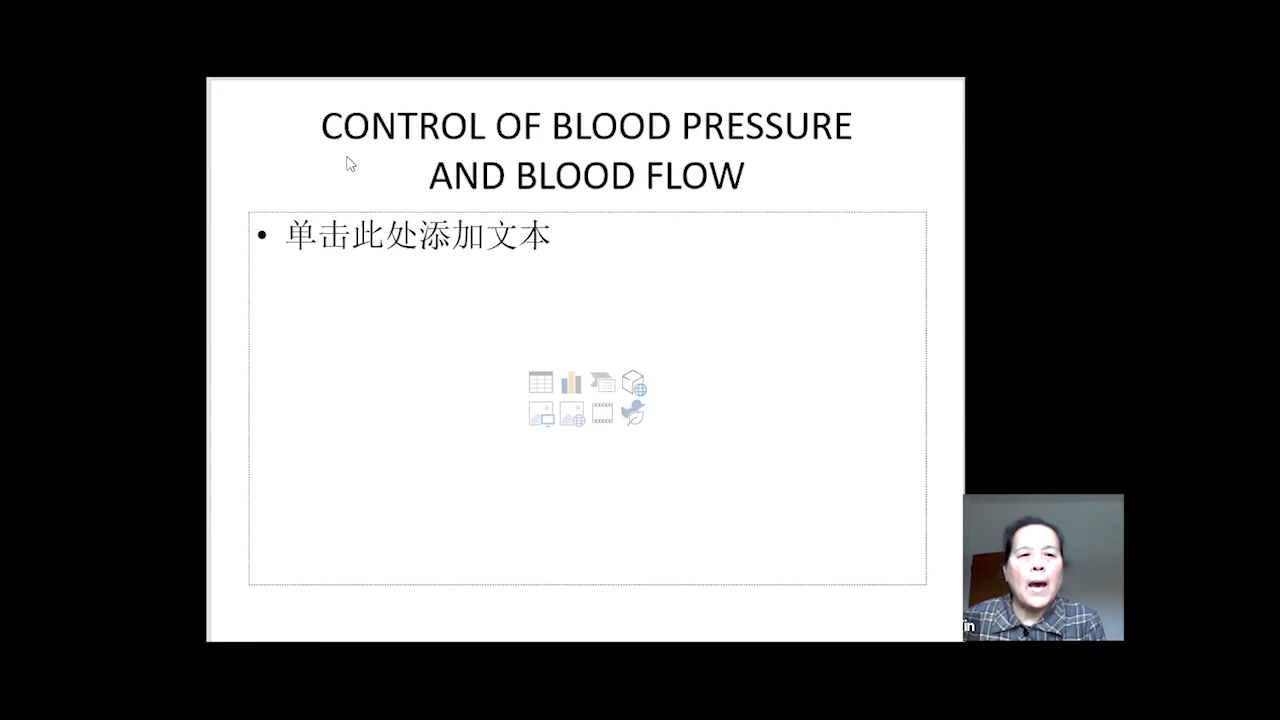 CONTROL OF BLOOD PRESSURE
AND BLOOD FLOW
• 单击此处添加文本